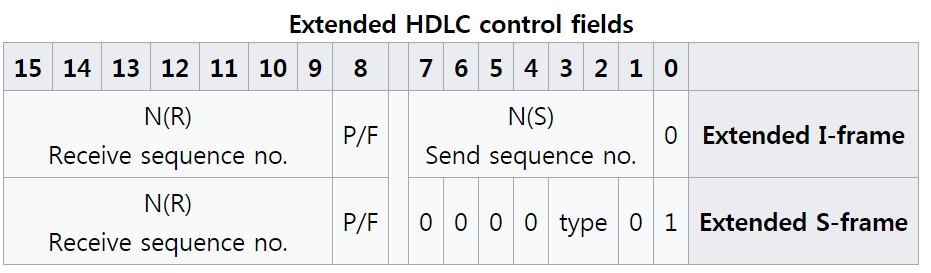 Extended HDLC control fields
15 14 13 12 11 10 9 8 7 6 5 4 3 2 1 0
N(R)
Receive sequence no.
P/F
N(S)
Send sequence no.
0
Extended I-frame
N(R)
Receive sequence no.
P/F
0 0 0 0 type 0 1
Extended S-frame